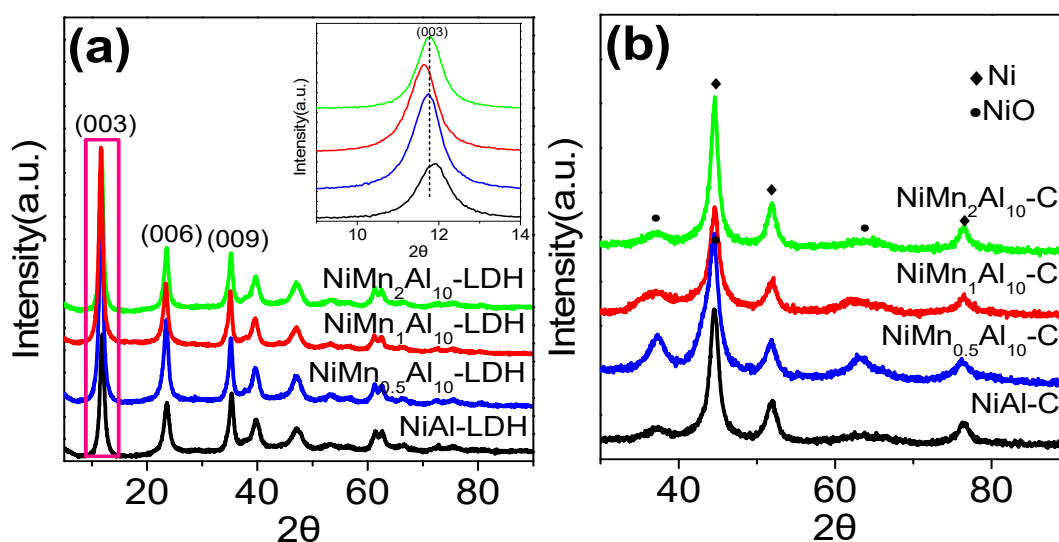 (a)
(003)
Intensity(a.u.)
10
12
14
2θ
(003)
(006)
(009)
NiMn₂Al₁₀-LDH
NiMn₁Al₁₀-LDH
NiMn₀.₅Al₁₀-LDH
NiAl-LDH
Intensity(a.u.)
20
40
60
80
2θ
(b)
◆ Ni
● NiO
NiMn₂Al₁₀-C
NiMn₁Al₁₀-C
NiMn₀.₅Al₁₀-C
NiAl-C
Intensity(a.u.)
40
60
80
2θ